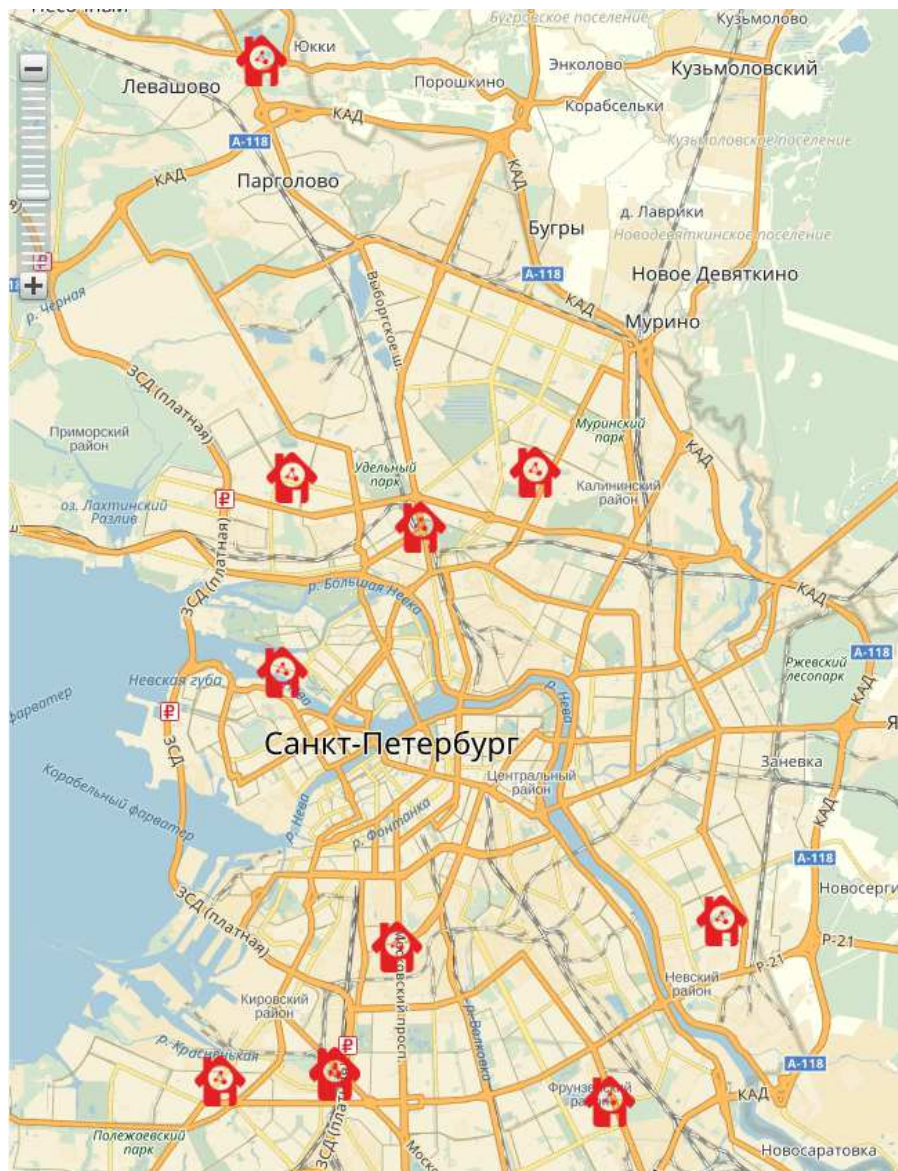 Бугровское поселение
Кузьмолово
Юкки
Энколово
Кузьмоловский
Порошкино
Левашово
Корабсельки
КАД
А-118
Кузьмоловское поселение
КАД
КАД
Парголово
д. Лаврики
Бугры
Новодевяткинское поселение
А-118
Новое Девяткино
р. Черная
Выборгское ш.
КАД
Мурино
ЗСД (платная)
Приморский
район
Муринский
парк
КАД
Удельный
парк
Калининский
район
оз. Лахтинский
Разлив
ЗСД (платная)
р. Большая Невка
КАД
Ржевский
лесопарк
А-118
Невская губа
р. Нева
КАД
фарватер
ЗСД
Санкт-Петербург
Заневка
Корабельный фарватер
Центральный
район
р. Нева
р. Фонтанка
КАД
А-118
ЗСД (платная)
Московский просп.
Р-21
Р-21
Невский
район
Кировский
район
р. Волковка
р. Красненькая
А-118
Фрунзенский
район
КАД
Полежаевский
парк
Новосаратовка